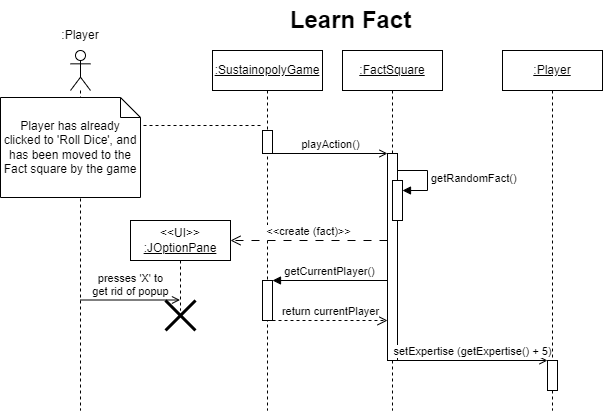 Learn Fact
:Player
:SustainopolyGame
:FactSquare
:Player
Player has already
clicked to 'Roll Dice', and
has been moved to the
Fact square by the game
playAction()
getRandomFact()
<<UI>>
:JOptionPane
<<create (fact)>>
getCurrentPlayer()
presses 'X' to
get rid of popup
return currentPlayer
setExpertise (getExpertise() + 5)